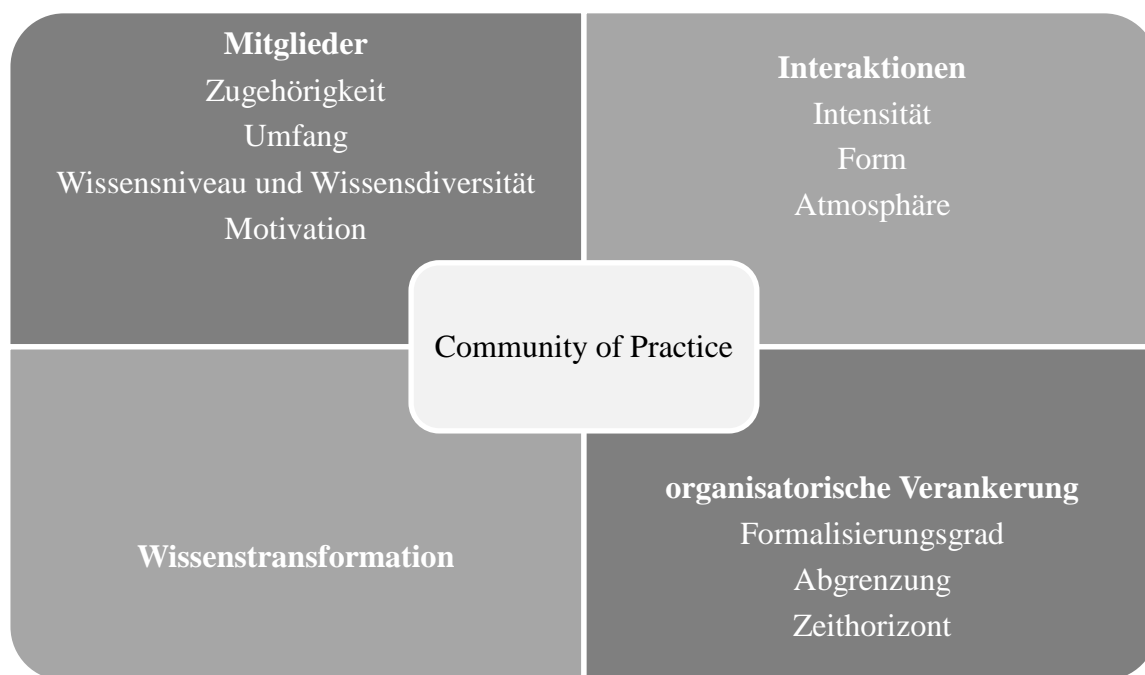 Mitglieder
Zugehörigkeit
Umfang
Wissensniveau und Wissensdiversität
Motivation
Interaktionen
Intensität
Form
Atmosphäre
Community of Practice
Wissenstransformation
organisatorische Verankerung
Formalisierungsgrad
Abgrenzung
Zeithorizont